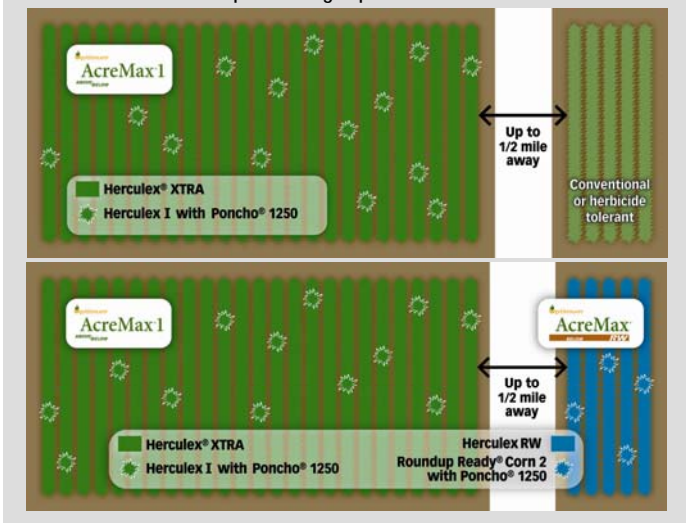 AcreMax 1
Herculex® XTRA
Herculex I with Poncho® 1250
Up to
1/2 mile
away
Conventional
or herbicide
tolerant
AcreMax 1
AcreMax
RW
Up to
1/2 mile
away
Herculex® XTRA
Herculex I with Poncho® 1250
Herculex RW
Roundup Ready® Corn 2
with Poncho® 1250